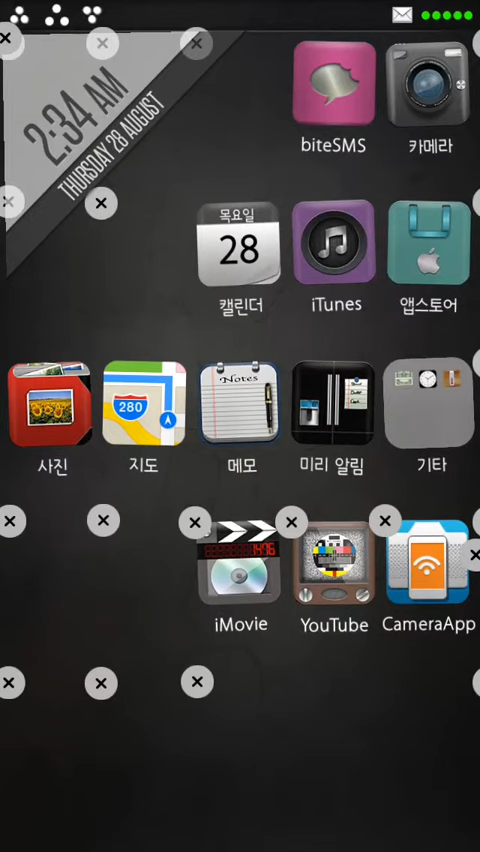 2:34 AM
THURSDAY 28 AUGUST
biteSMS
카메라
목요일
28
캘린더
iTunes
앱스토어
280
Notes
사진
지도
메모
미리 알림
기타
iMovie
YouTube
CameraApp